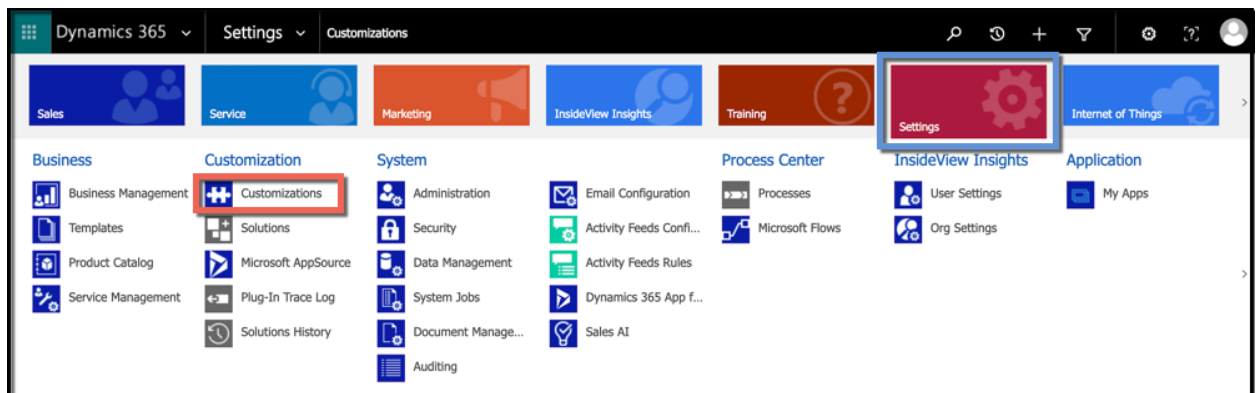 Dynamics 365 Settings Customizations
Sales Service Marketing InsideView Insights Training Settings Internet of Things
Business Customization System Process Center InsideView Insights Application
Business Management Customizations Administration Email Configuration Processes User Settings My Apps
Templates Solutions Security Activity Feeds Confi... Microsoft Flows Org Settings
Product Catalog Microsoft AppSource Data Management Activity Feeds Rules
Service Management Plug-In Trace Log System Jobs Dynamics 365 App f...
Solutions History Document Manage... Sales AI
Auditing